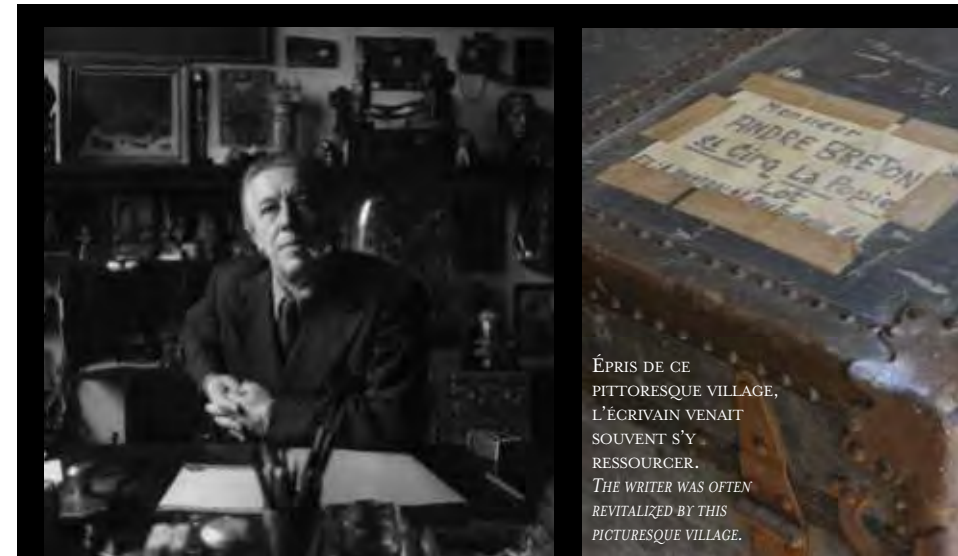 Monsieur
ANDRE BRETON
St Cirq La Popie
LOT
ÉPRIS DE CE
PITTORESQUE VILLAGE,
L'ÉCRIVAIN VENAIT
SOUVENT S'Y
RESSOURCER.
THE WRITER WAS OFTEN
REVITALIZED BY THIS
PICTURESQUE VILLAGE.